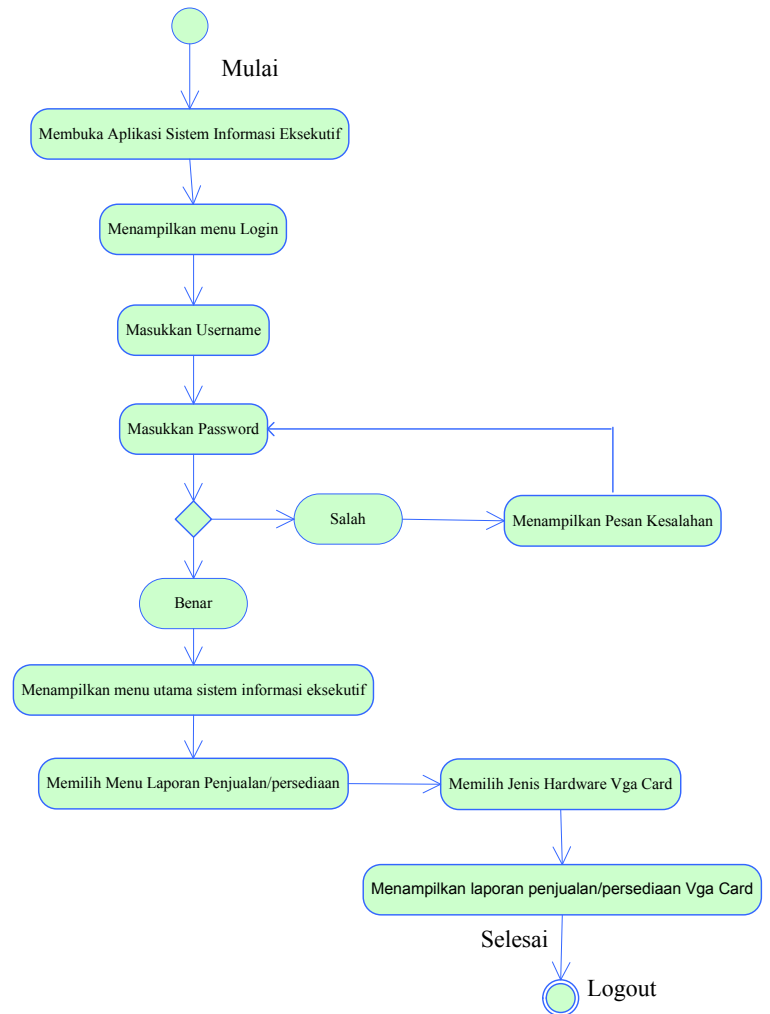 Mulai
Membuka Aplikasi Sistem Informasi Eksekutif
Menampilkan menu Login
Masukkan Username
Masukkan Password
Salah
Menampilkan Pesan Kesalahan
Benar
Menampilkan menu utama sistem informasi eksekutif
Memilih Menu Laporan Penjualan/persediaan
Memilih Jenis Hardware Vga Card
Menampilkan laporan penjualan/persediaan Vga Card
Selesai
Logout